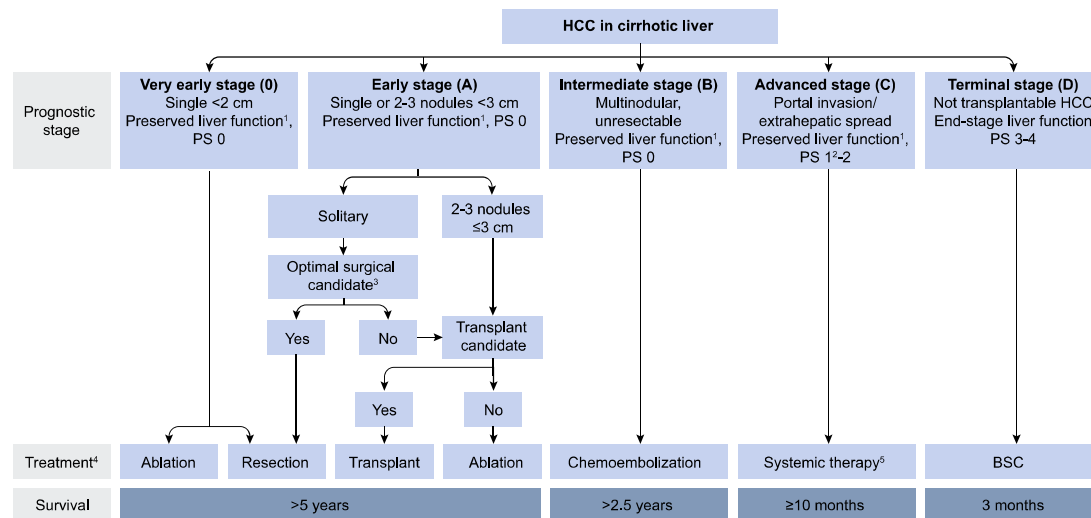 HCC in cirrhotic liver
Prognostic
stage
Very early stage (0)
Single <2 cm
Preserved liver function¹,
PS 0
Early stage (A)
Single or 2-3 nodules <3 cm
Preserved liver function¹, PS 0
Intermediate stage (B)
Multinodular,
unresectable
Preserved liver function¹,
PS 0
Advanced stage (C)
Portal invasion/
extrahepatic spread
Preserved liver function¹,
PS 1²-2
Terminal stage (D)
Not transplantable HCC
End-stage liver function
PS 3-4
Solitary
2-3 nodules
≤3 cm
Optimal surgical
candidate³
Yes
No
Transplant
candidate
Yes
No
Treatment⁴
Ablation
Resection
Transplant
Ablation
Chemoembolization
Systemic therapy⁵
BSC
Survival
>5 years
>2.5 years
≥10 months
3 months